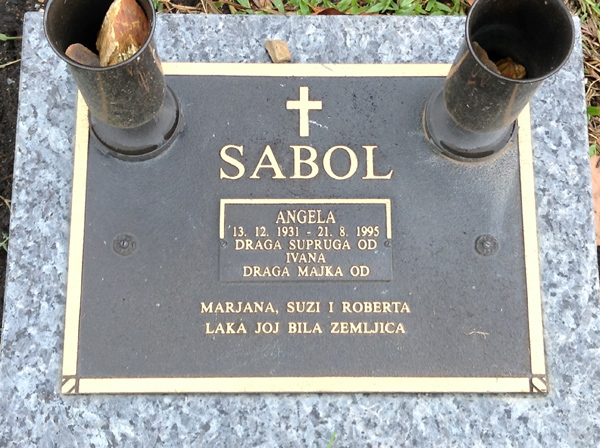 SABOL
ANGELA
13. 12. 1931 - 21. 8. 1995
DRAGA SUPRUGA OD
IVANA
DRAGA MAJKA OD
MARJANA, SUZI I ROBERTA
LAKA JOJ BILA ZEMLJICA